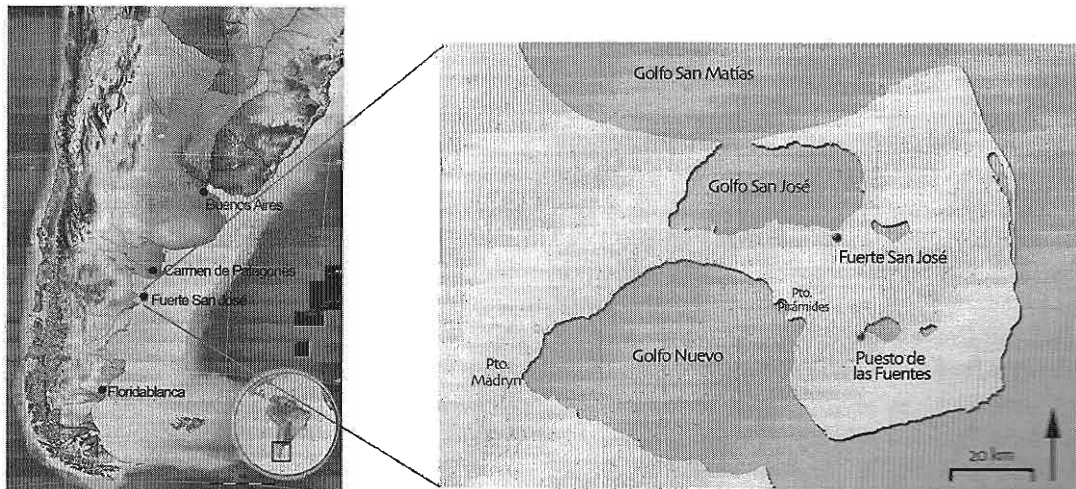 Buenos Aires
Carmen de Patagones
Fuerte San José
Floridablanca
Golfo San Matías
Golfo San José
Fuerte San José
Pto.
Pirámides
Golfo Nuevo
Pto.
Madryn
Puesto de
las Fuentes
20 km